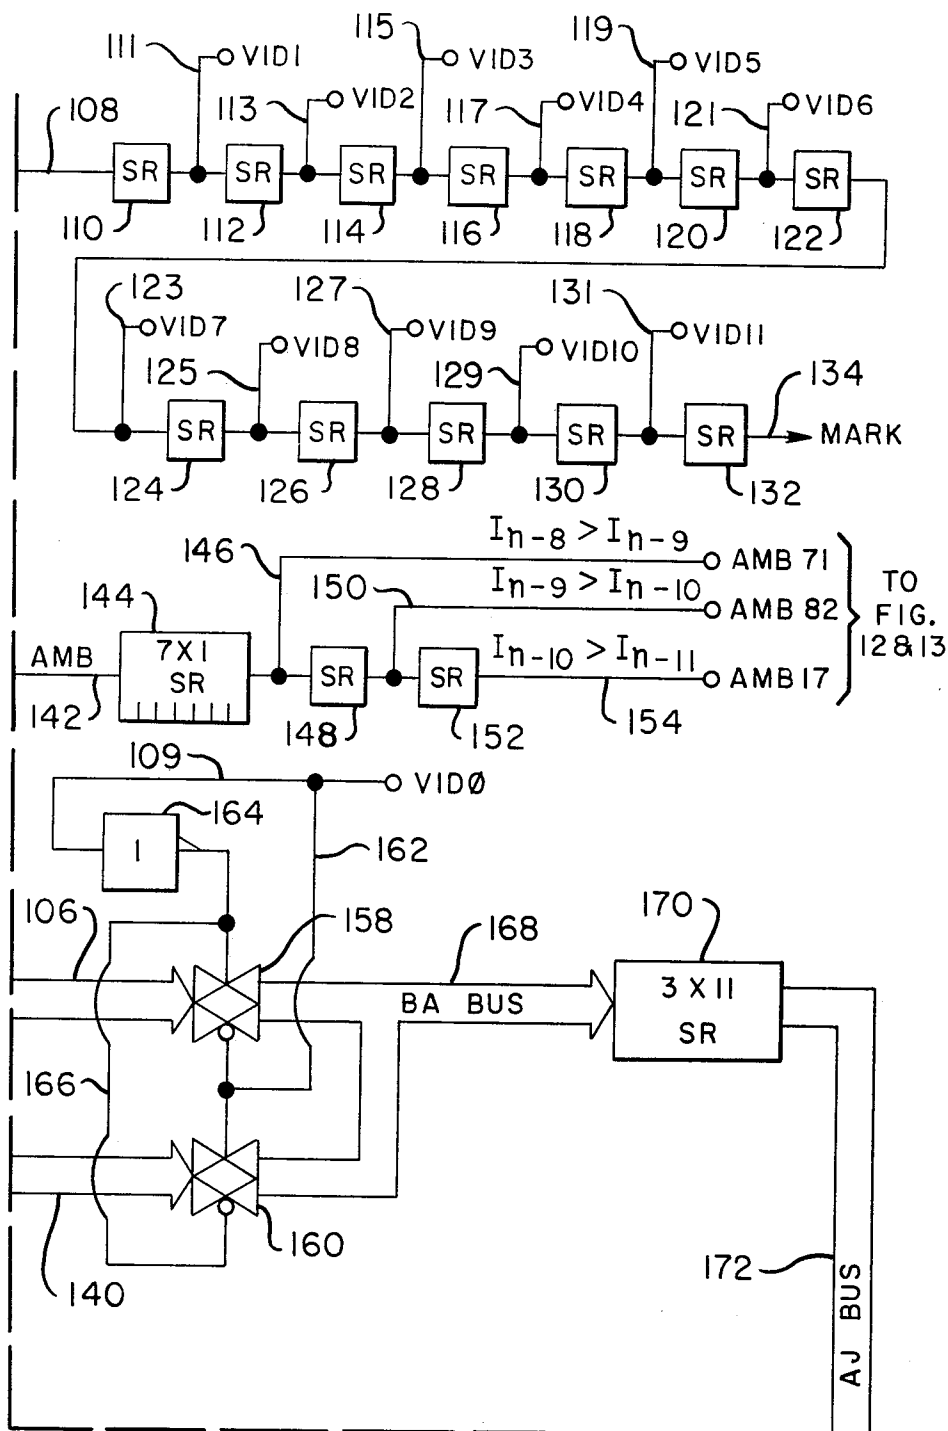 111 VID1 115 VID3 119 VID5
108 113 VID2 117 VID4 121 VID6
SR SR SR SR SR SR SR
110 112 114 116 118 120 122
123 127 131
VID7 VID9 VID11
125 VID8 129 VID10 134
SR SR SR SR SR MARK
124 126 128 130 132
146 In-8 > In-9 AMB 71
144 150 In-9 > In-10 AMB 82
TO
FIG.
12 & 13
AMB 7X1
SR SR SR In-10 > In-11 AMB 17
142 148 152 154
109 VIDØ
164
1 162
106 158 168 170
BA BUS 3 X 11
SR
166
160
140 172
AJ BUS